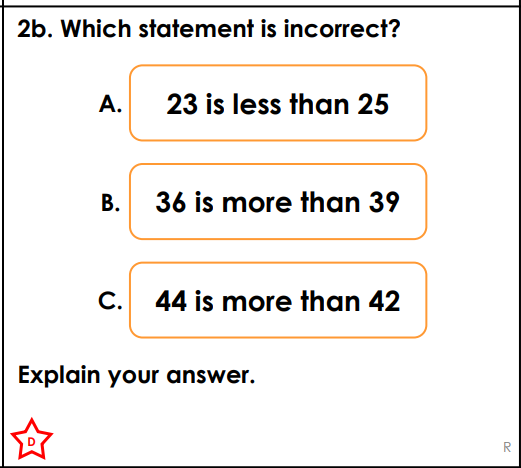 2b. Which statement is incorrect?
A. 23 is less than 25
B. 36 is more than 39
C. 44 is more than 42
Explain your answer.
D
R